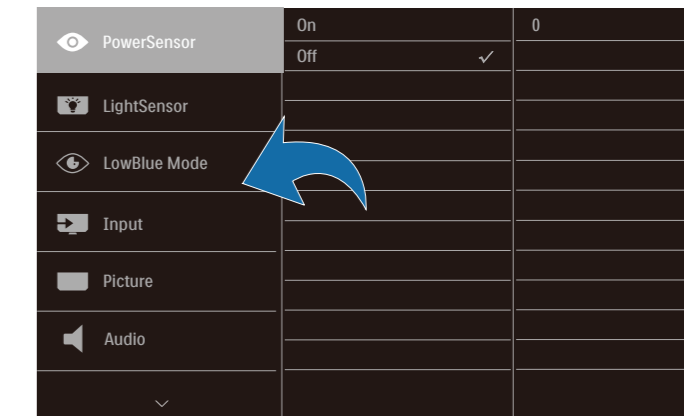 PowerSensor
On
0
Off
LightSensor
LowBlue Mode
Input
Picture
Audio